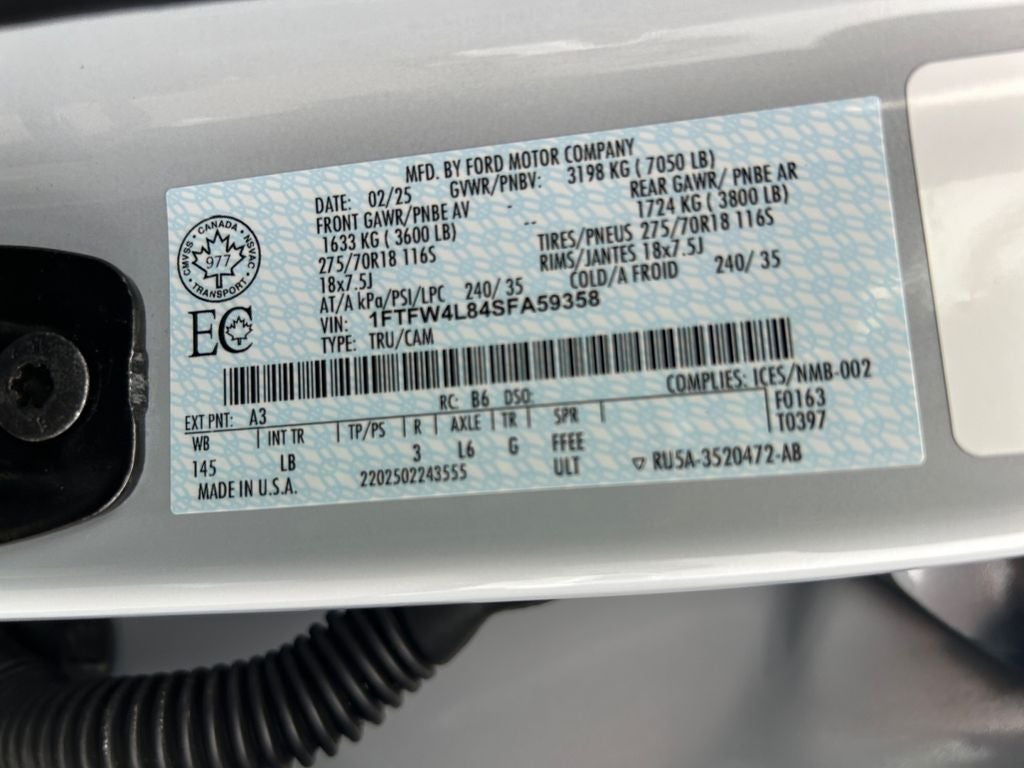 MFD. BY FORD MOTOR COMPANY
DATE: 02/25 GVWR/PNBV: 3198 KG ( 7050 LB)
FRONT GAWR/PNBE AV - REAR GAWR/ PNBE AR
1633 KG ( 3600 LB) -- 1724 KG ( 3800 LB)
275/70R18 116S TIRES/PNEUS 275/70R18 116S
18x7.5J RIMS/JANTES 18x7.5J
AT/A kPa/PSI/LPC 240/ 35 COLD/A FROID 240/ 35
VIN: 1FTFW4L84SFA59358
TYPE: TRU/CAM
CANADA
CMVSS • NSVAC
977
TRANSPORT
EC
COMPLIES: ICES/NMB-002
EXT PNT: A3 RC: B6 DSO: F0163
WB INT TR TP/PS R AXLE TR SPR T0397
145 LB 3 L6 G FFEE
ULT
MADE IN U.S.A. 2202502243555 ▽ RU5A-3520472-AB